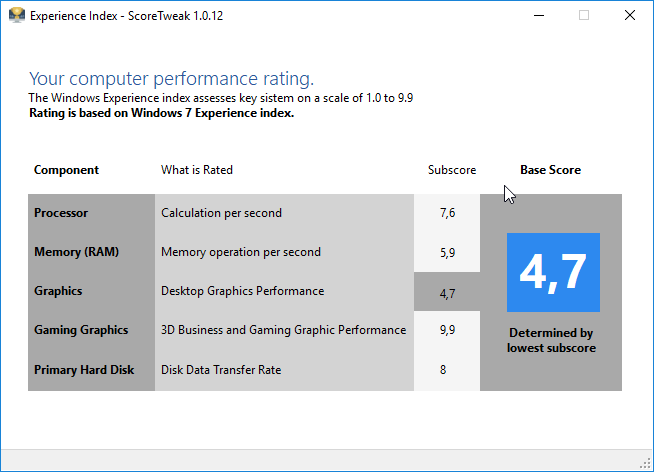 Experience Index - ScoreTweak 1.0.12
Your computer performance rating.
The Windows Experience index assesses key sistem on a scale of 1.0 to 9.9
Rating is based on Windows 7 Experience index.
Component What is Rated Subscore Base Score
Processor Calculation per second 7,6
Memory (RAM) Memory operation per second 5,9
Graphics Desktop Graphics Performance 4,7
Gaming Graphics 3D Business and Gaming Graphic Performance 9,9
Primary Hard Disk Disk Data Transfer Rate 8
4,7
Determined by
lowest subscore